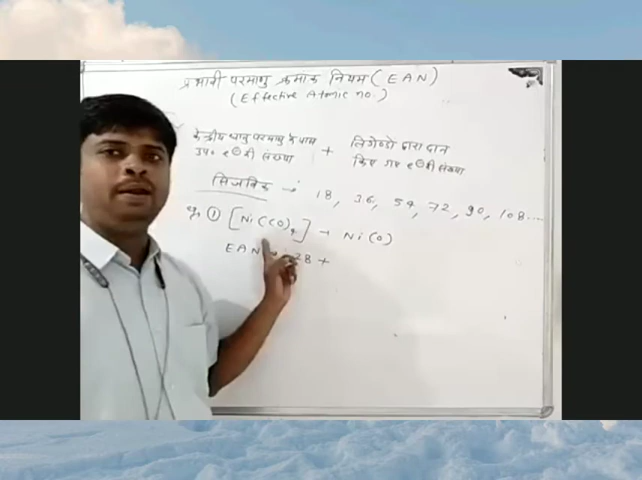 प्रभावी परमाणु क्रमांक नियम (EAN)
(Effective Atomic no.)
केन्द्रीय धातु परमाणु के पास + लिगेण्डो द्वारा दान
उप० e⊖ की संख्या किए गए e⊖ की संख्या
सिजविक → 18, 36, 54, 72, 90, 108....
① [Ni(CO)4] → Ni(0)
EAN → 28 +